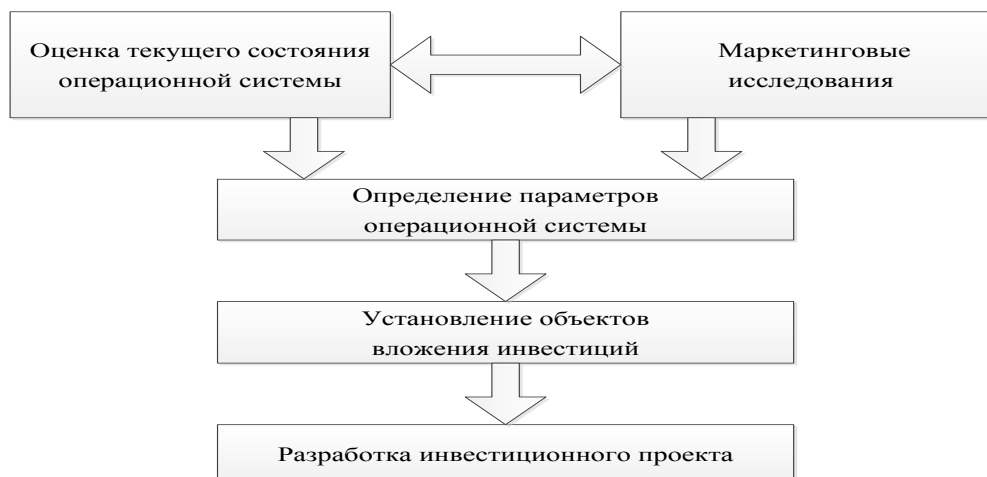 Оценка текущего состояния
операционной системы
Маркетинговые
исследования
Определение параметров
операционной системы
Установление объектов
вложения инвестиций
Разработка инвестиционного проекта